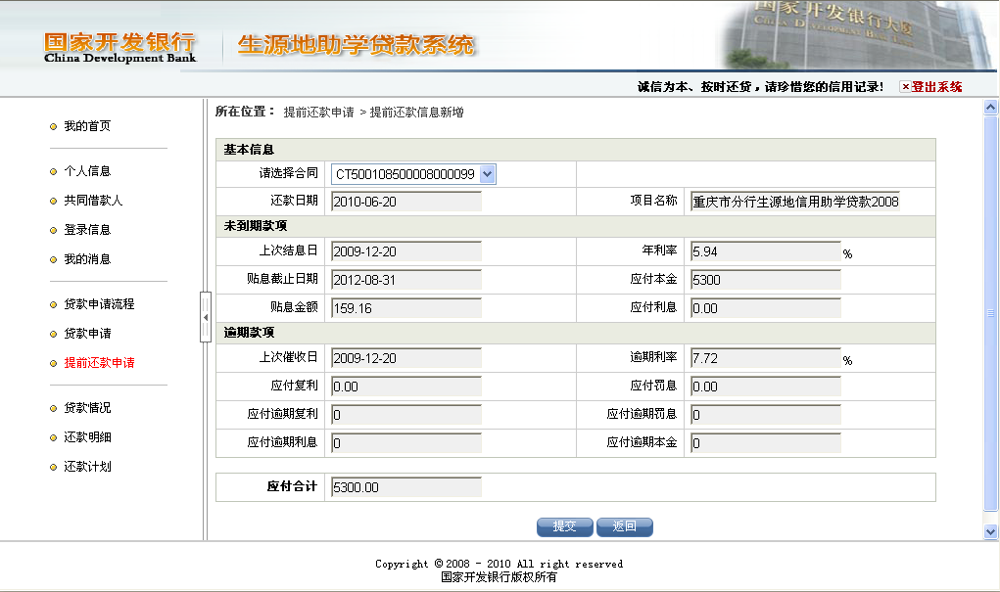 国家开发银行 生源地助学贷款系统
China Development Bank
国家开发银行大厦
诚信为本、按时还贷，请珍惜您的信用记录! 登出系统
所在位置： 提前还款申请 > 提前还款信息新增
我的首页
个人信息
共同借款人
登录信息
我的消息
贷款申请流程
贷款申请
提前还款申请
贷款情况
还款明细
还款计划
基本信息
请选择合同 CT500108500008000099
还款日期 2010-06-20 项目名称 重庆市分行生源地信用助学贷款2008
未到期款项
上次结息日 2009-12-20 年利率 5.94 %
贴息截止日期 2012-08-31 应付本金 5300
贴息金额 159.16 应付利息 0.00
逾期款项
上次催收日 2009-12-20 逾期利率 7.72 %
应付复利 0.00 应付罚息 0.00
应付逾期复利 0 应付逾期罚息 0
应付逾期利息 0 应付逾期本金 0
应付合计 5300.00
提交 返回
Copyright ©2008 - 2010 All right reserved
国家开发银行版权所有